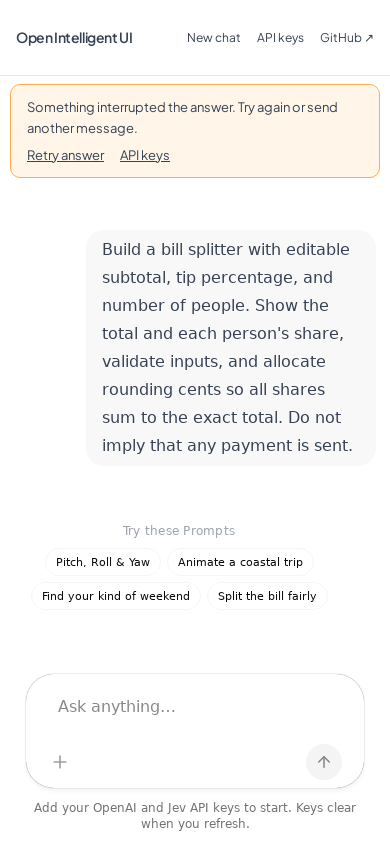 Open Intelligent UI
New chat
API keys
GitHub ↗
Something interrupted the answer. Try again or send
another message.
Retry answer
API keys
Build a bill splitter with editable
subtotal, tip percentage, and
number of people. Show the
total and each person's share,
validate inputs, and allocate
rounding cents so all shares
sum to the exact total. Do not
imply that any payment is sent.
Try these Prompts
Pitch, Roll & Yaw
Animate a coastal trip
Find your kind of weekend
Split the bill fairly
Ask anything...
Add your OpenAI and Jev API keys to start. Keys clear
when you refresh.